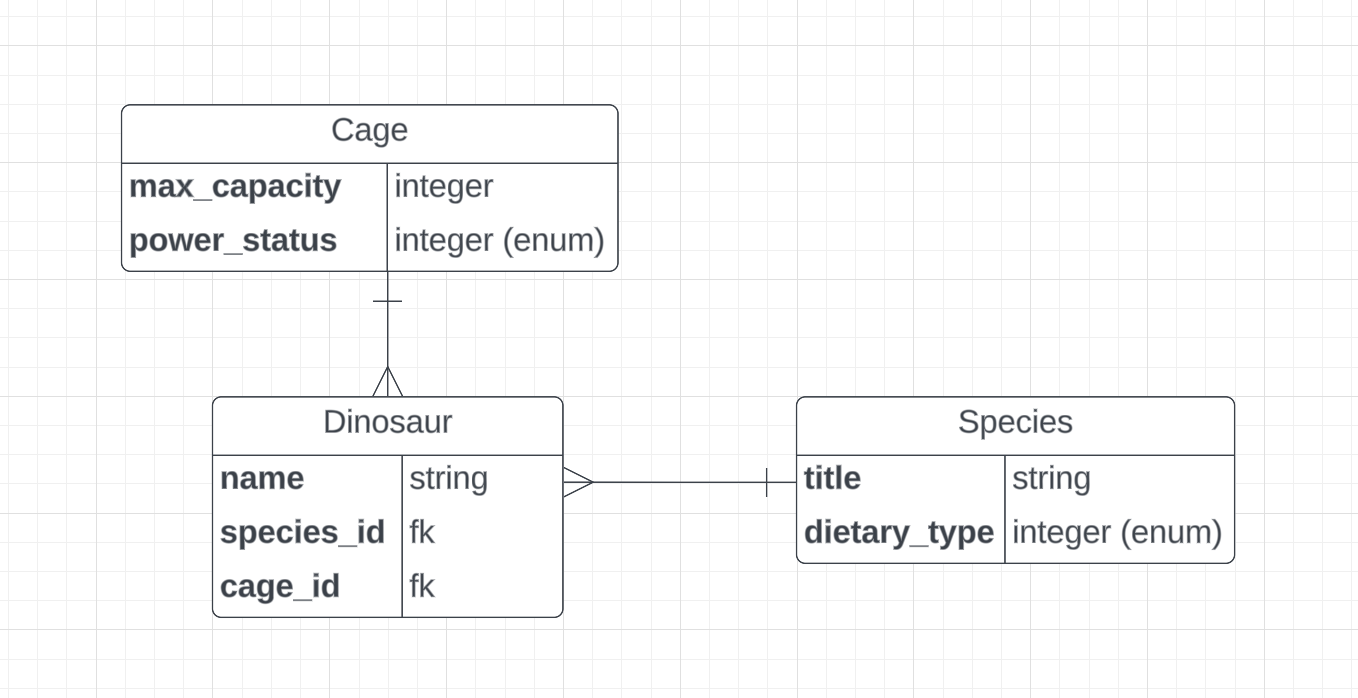 Cage
max_capacity integer
power_status integer (enum)
Dinosaur
name string
species_id fk
cage_id fk
Species
title string
dietary_type integer (enum)